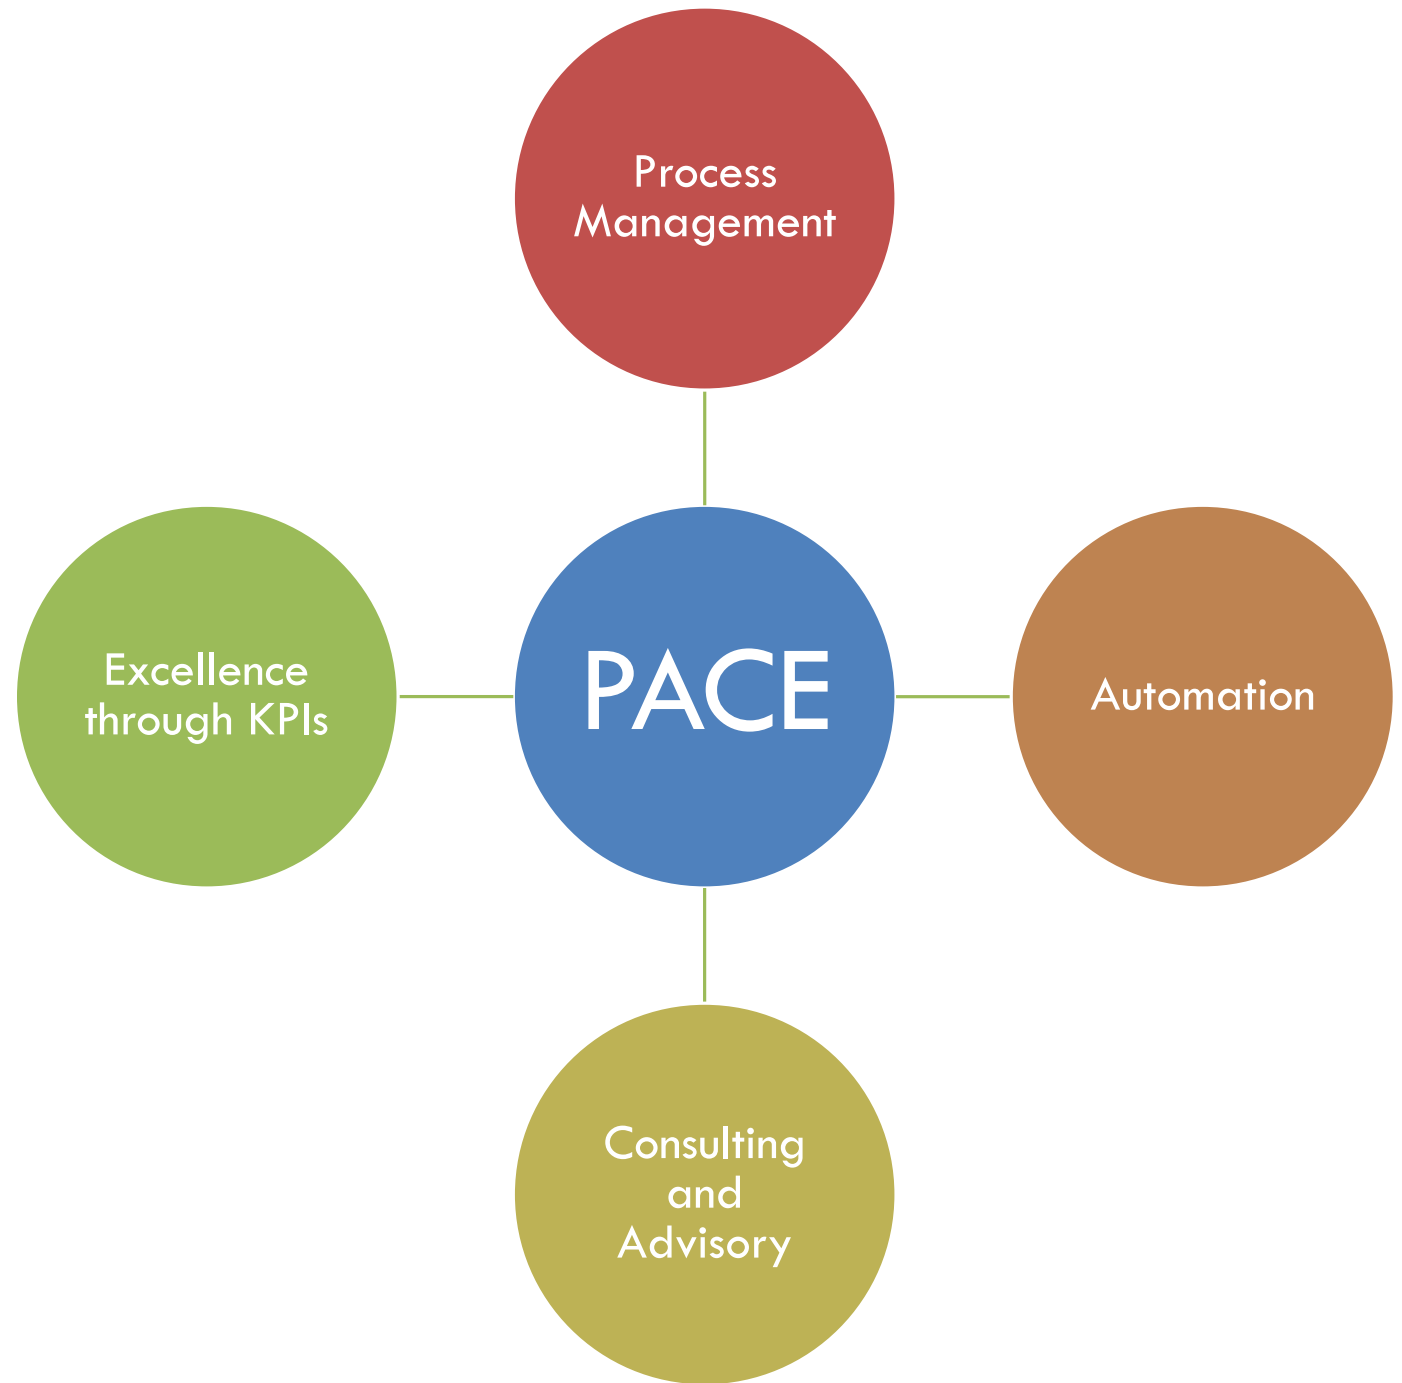 Process
Management
Excellence
through KPIs
PACE
Automation
Consulting
and
Advisory